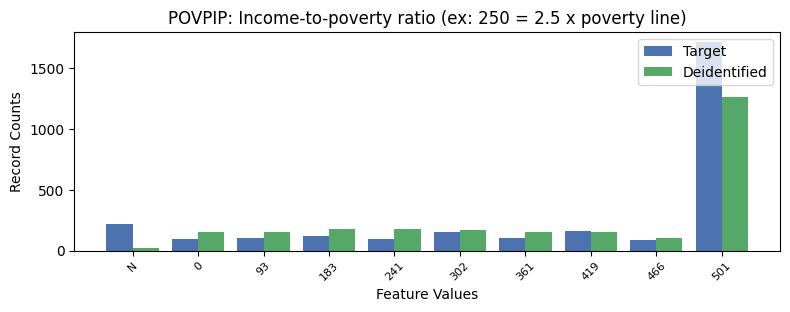 POVPIP: Income-to-poverty ratio (ex: 250 = 2.5 x poverty line)
Target
Deidentified
Record Counts
1500
1000
500
0
N 0 93 183 241 302 361 419 466 501
Feature Values